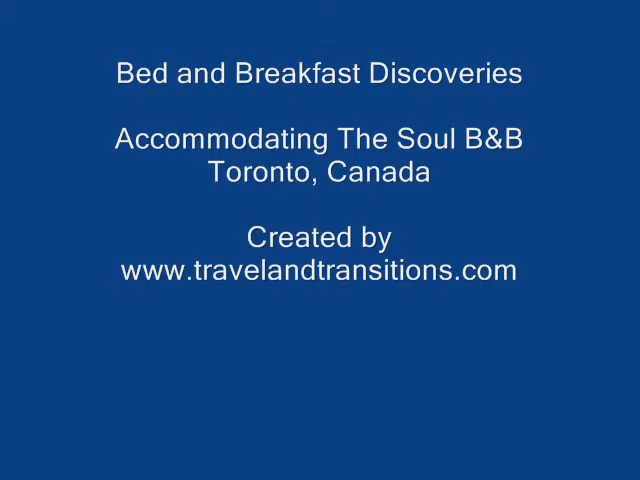 Bed and Breakfast Discoveries
Accommodating The Soul B&B
Toronto, Canada
Created by
www.travelandtransitions.com